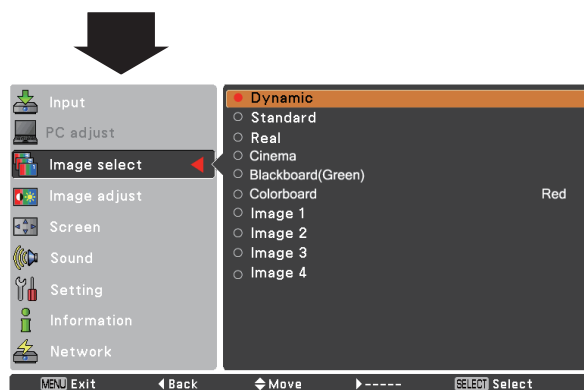 Input
PC adjust
Image select
Image adjust
Screen
Sound
Setting
Information
Network
Dynamic
Standard
Real
Cinema
Blackboard(Green)
Colorboard Red
Image 1
Image 2
Image 3
Image 4
MENU Exit Back Move ----- SELECT Select